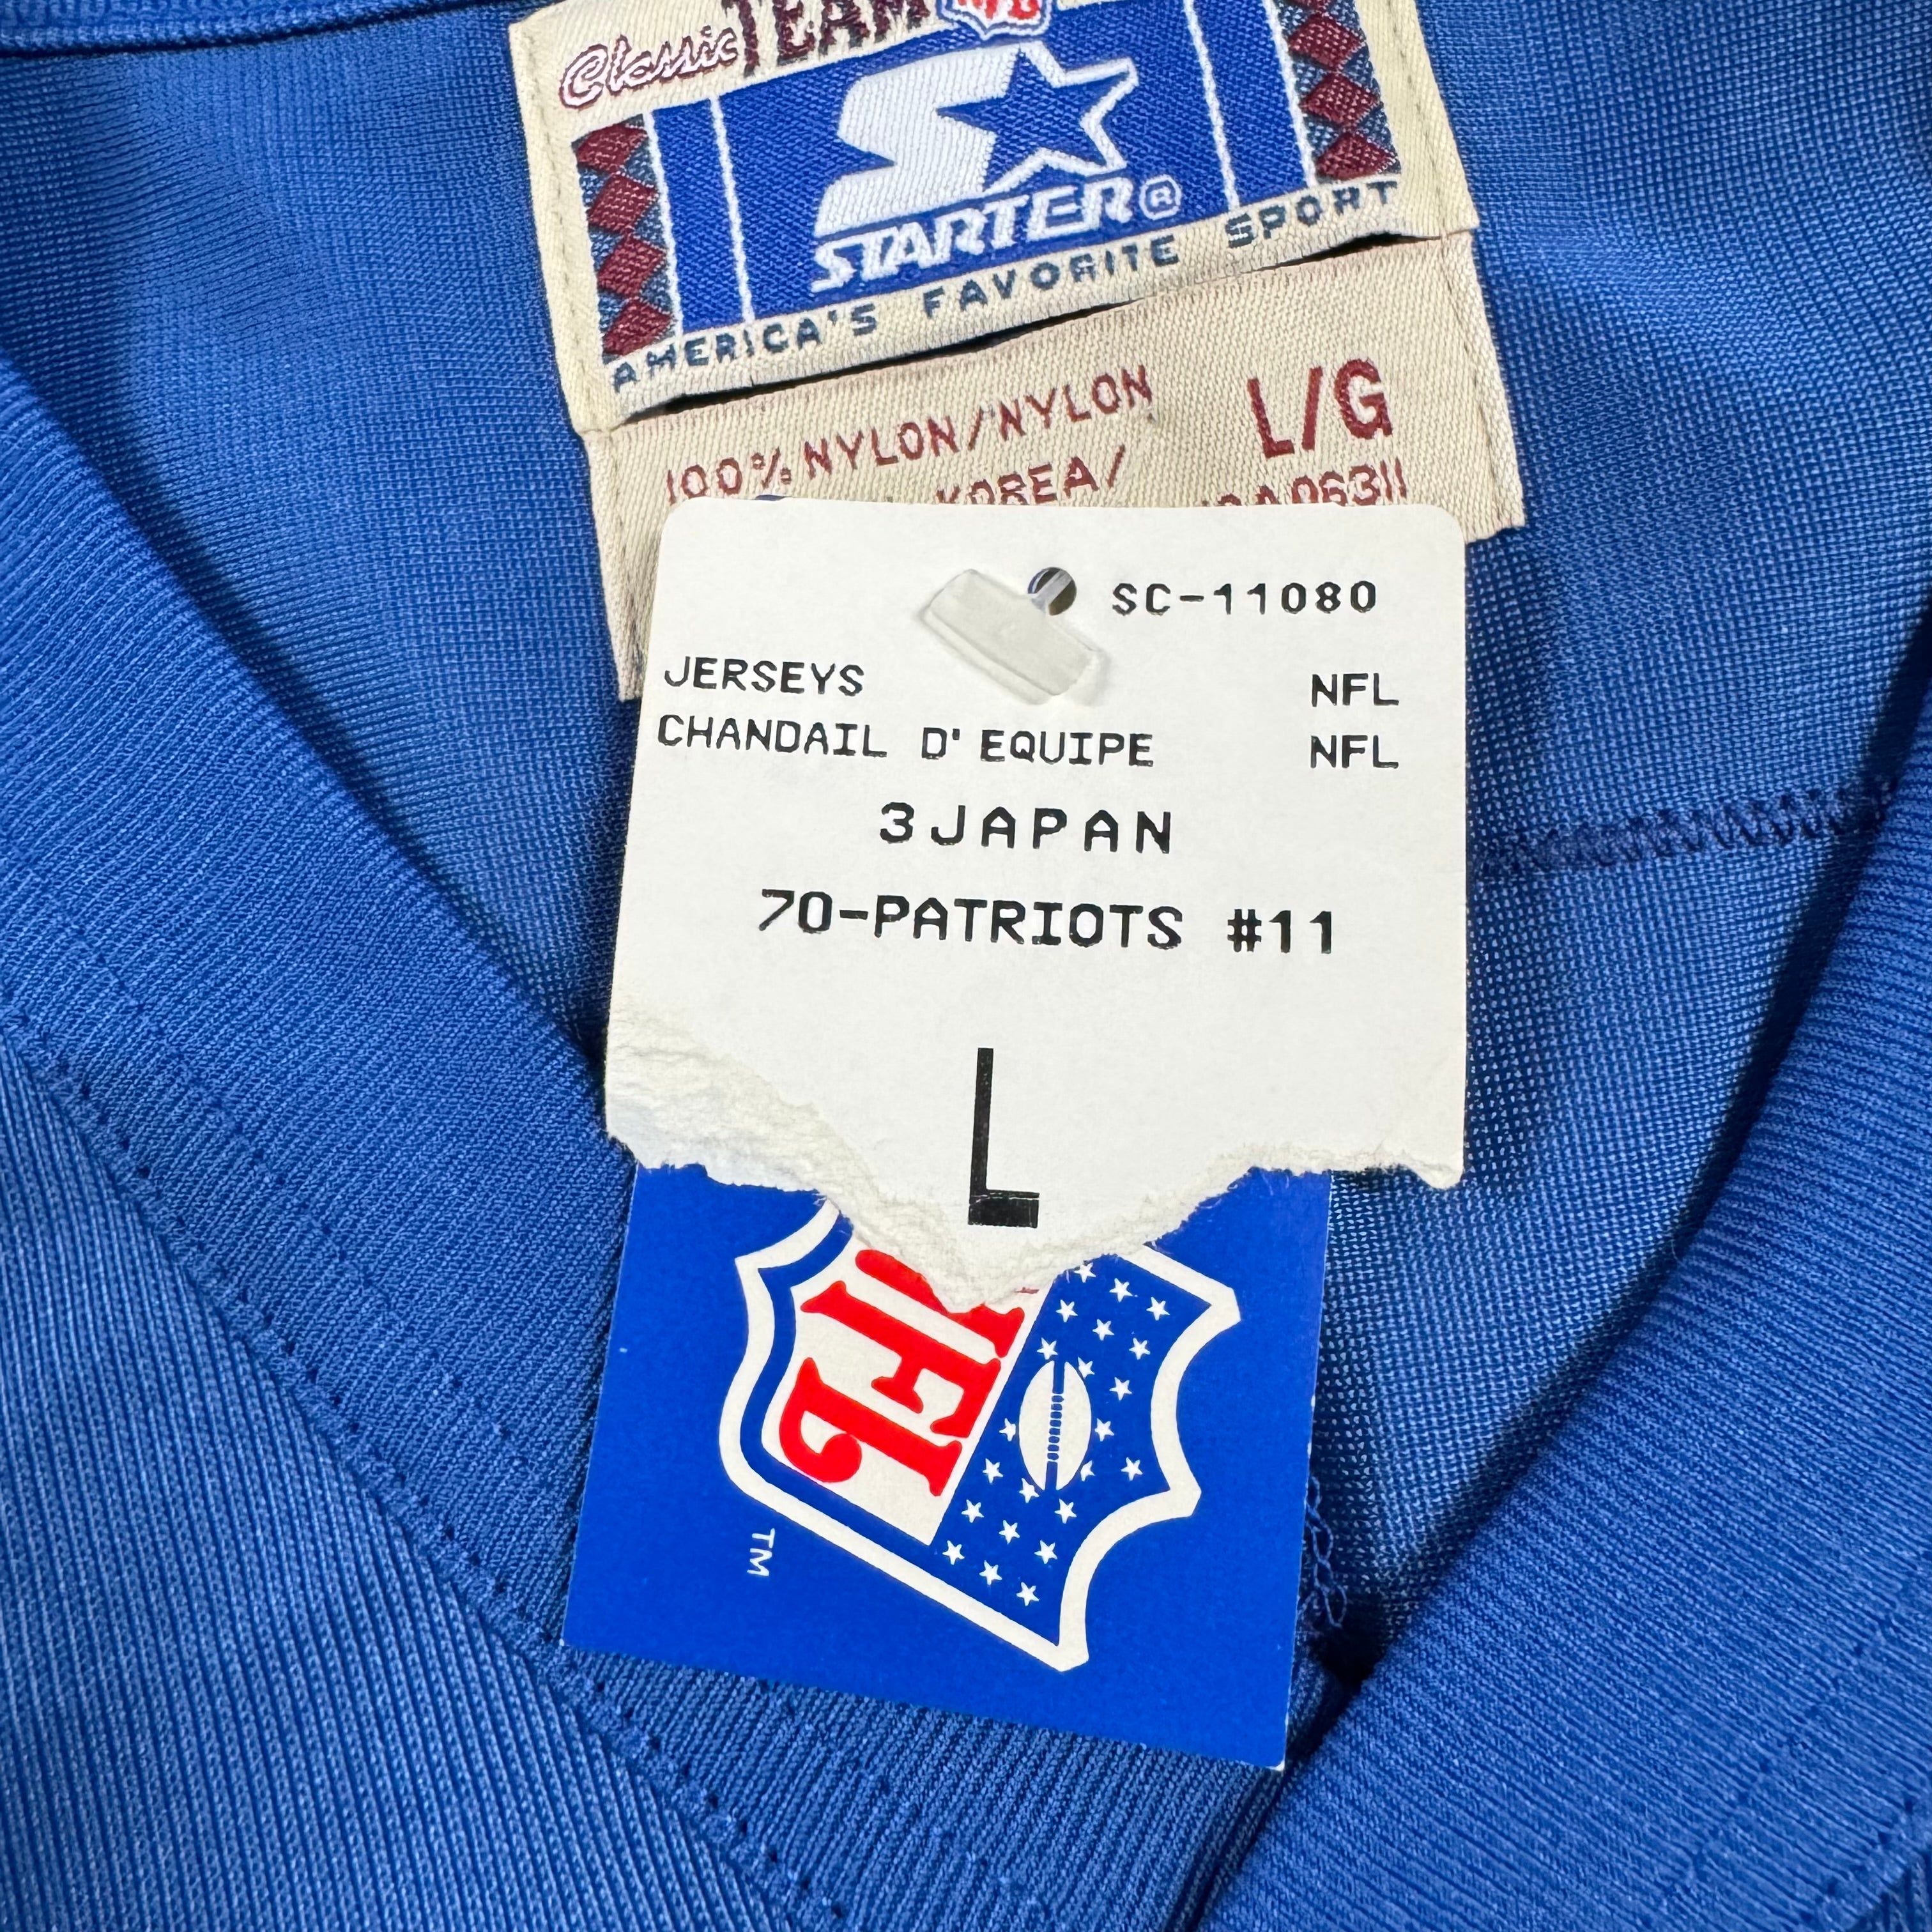 Classic TEAM NFL
STARTER®
AMERICA'S FAVORITE SPORT
100% NYLON/NYLON L/G
KOREA/
SC-11080
JERSEYS NFL
CHANDAIL D'EQUIPE NFL
3JAPAN
70-PATRIOTS #11
L
NFL
TM